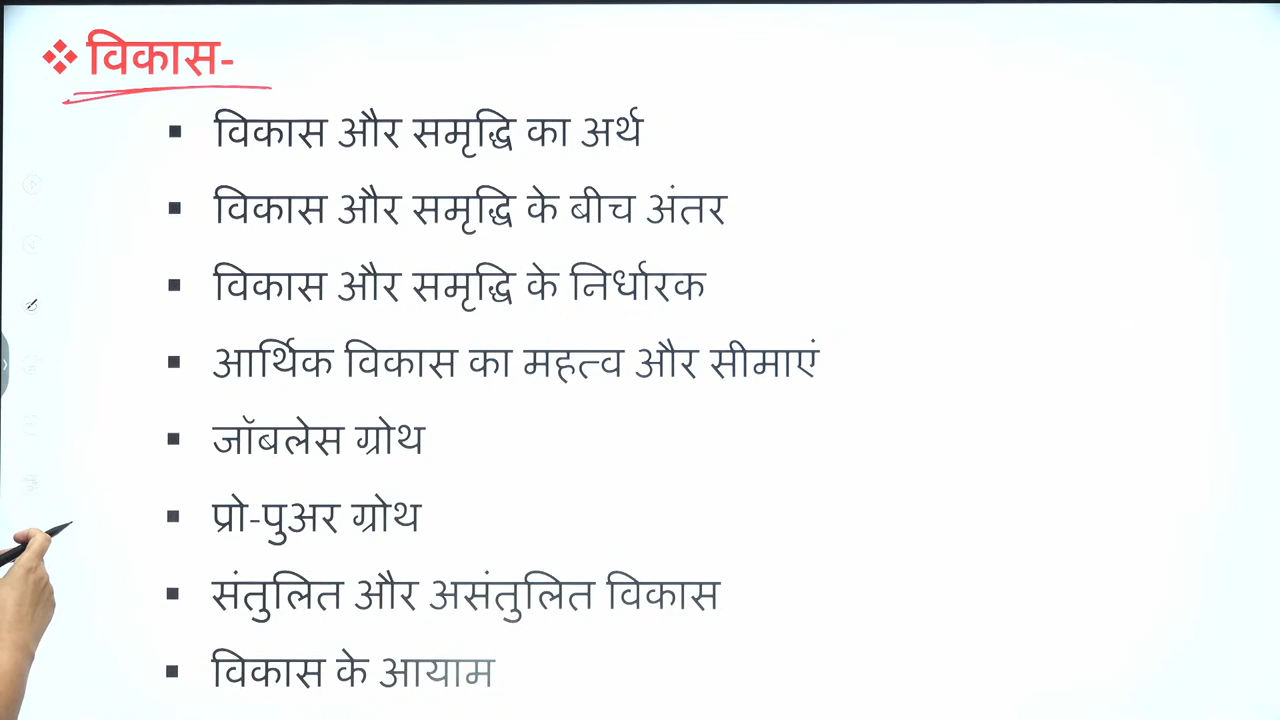 ❖ विकास-
▪ विकास और समृद्धि का अर्थ
▪ विकास और समृद्धि के बीच अंतर
▪ विकास और समृद्धि के निर्धारक
▪ आर्थिक विकास का महत्व और सीमाएं
▪ जॉबलेस ग्रोथ
▪ प्रो-पुअर ग्रोथ
▪ संतुलित और असंतुलित विकास
▪ विकास के आयाम